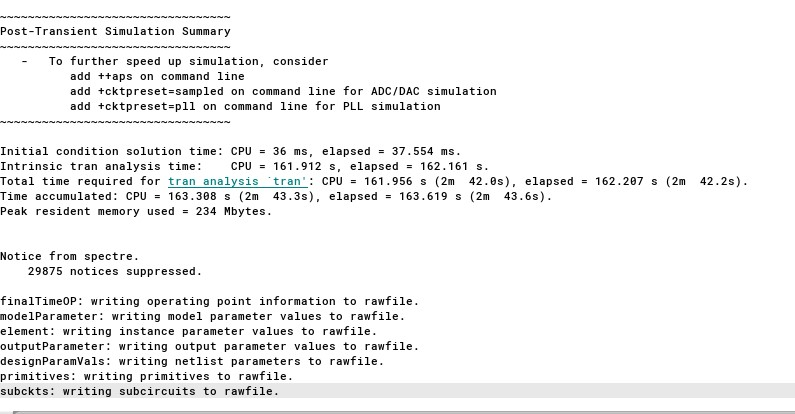 ~~~~~~~~~~~~~~~~~~~~~~~~~~~~~~~~~
Post-Transient Simulation Summary
~~~~~~~~~~~~~~~~~~~~~~~~~~~~~~~~~
   -   To further speed up simulation, consider
          add ++aps on command line
          add +cktpreset=sampled on command line for ADC/DAC simulation
          add +cktpreset=pll on command line for PLL simulation
~~~~~~~~~~~~~~~~~~~~~~~~~~~~~~~~~
Initial condition solution time: CPU = 36 ms, elapsed = 37.554 ms.
Intrinsic tran analysis time:    CPU = 161.912 s, elapsed = 162.161 s.
Total time required for tran analysis `tran': CPU = 161.956 s (2m  42.0s), elapsed = 162.207 s (2m  42.2s).
Time accumulated: CPU = 163.308 s (2m  43.3s), elapsed = 163.619 s (2m  43.6s).
Peak resident memory used = 234 Mbytes.
Notice from spectre.
    29875 notices suppressed.
finalTimeOP: writing operating point information to rawfile.
modelParameter: writing model parameter values to rawfile.
element: writing instance parameter values to rawfile.
outputParameter: writing output parameter values to rawfile.
designParamVals: writing netlist parameters to rawfile.
primitives: writing primitives to rawfile.
subckts: writing subcircuits to rawfile.